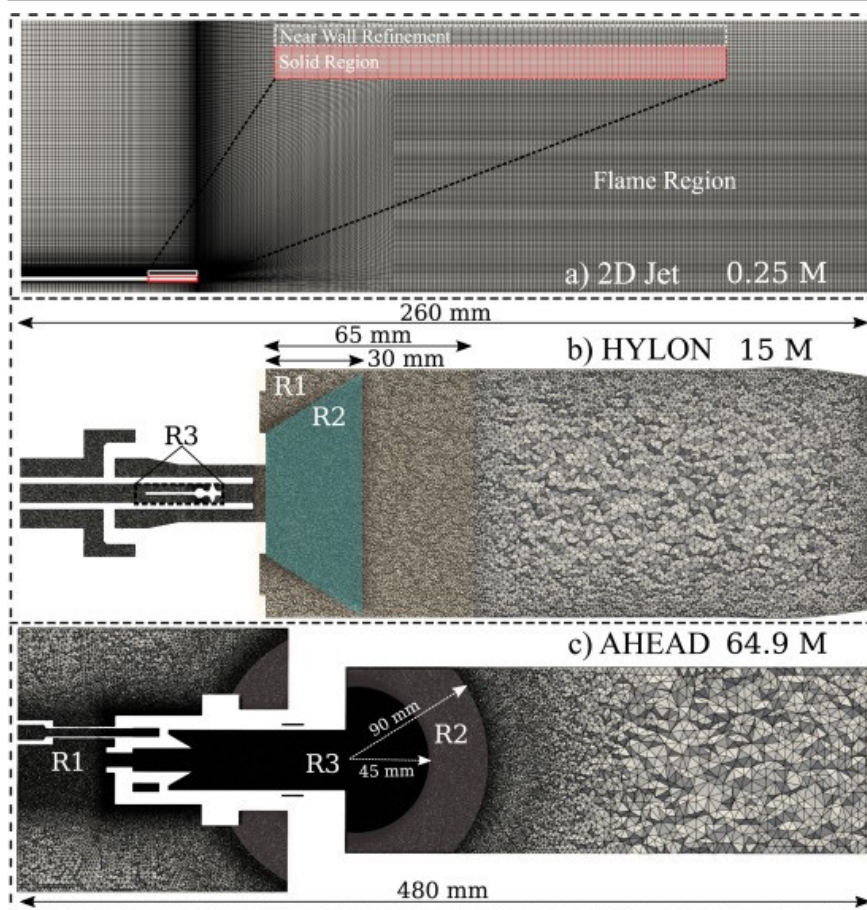 Near Wall Refinement
Solid Region
Flame Region
a) 2D Jet 0.25 M
260 mm
65 mm
30 mm
b) HYLON 15 M
R1
R2
R3
c) AHEAD 64.9 M
90 mm
R2
R1
R3
45 mm
480 mm